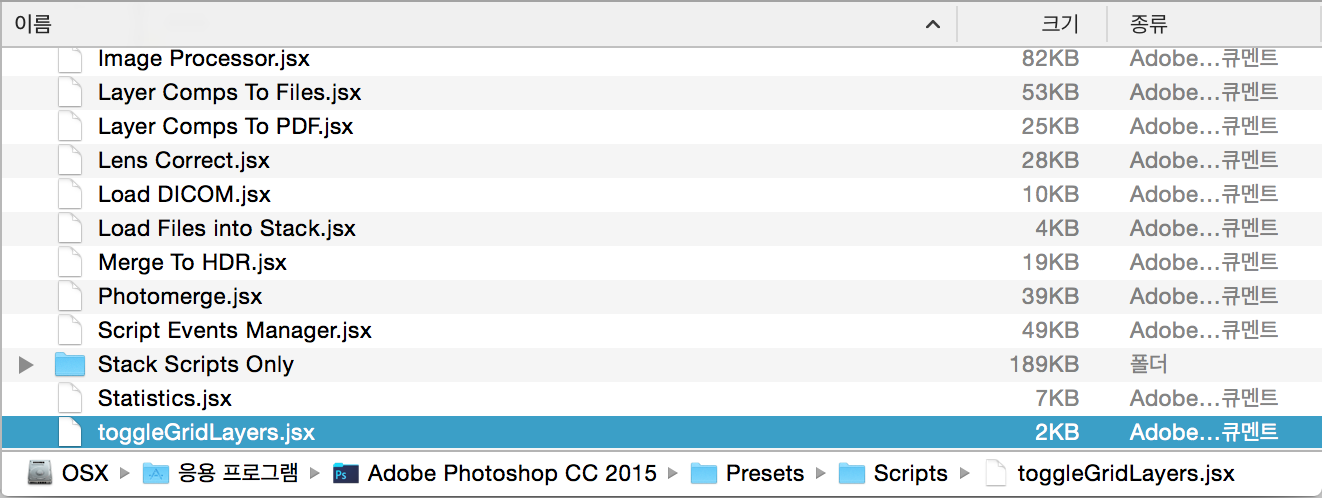 이름 크기 종류
Image Processor.jsx 82KB Adobe...큐멘트
Layer Comps To Files.jsx 53KB Adobe...큐멘트
Layer Comps To PDF.jsx 25KB Adobe...큐멘트
Lens Correct.jsx 28KB Adobe...큐멘트
Load DICOM.jsx 10KB Adobe...큐멘트
Load Files into Stack.jsx 4KB Adobe...큐멘트
Merge To HDR.jsx 19KB Adobe...큐멘트
Photomerge.jsx 39KB Adobe...큐멘트
Script Events Manager.jsx 49KB Adobe...큐멘트
Stack Scripts Only 189KB 폴더
Statistics.jsx 7KB Adobe...큐멘트
toggleGridLayers.jsx 2KB Adobe...큐멘트
OSX ▶ 응용 프로그램 ▶ Ps Adobe Photoshop CC 2015 ▶ Presets ▶ Scripts ▶ toggleGridLayers.jsx